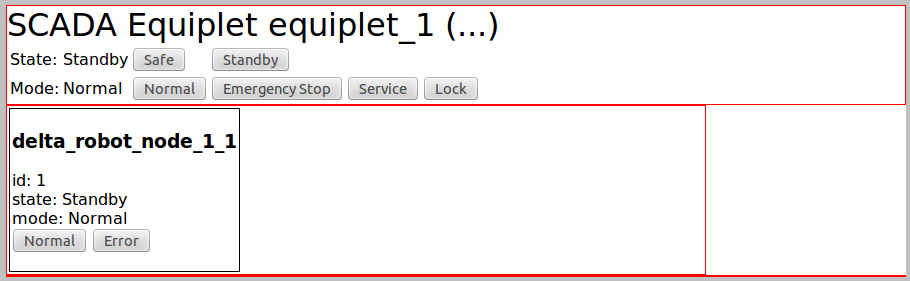 SCADA Equiplet equiplet_1 (...)
State: Standby Safe Standby
Mode: Normal Normal Emergency Stop Service Lock
delta_robot_node_1_1
id: 1
state: Standby
mode: Normal
Normal Error